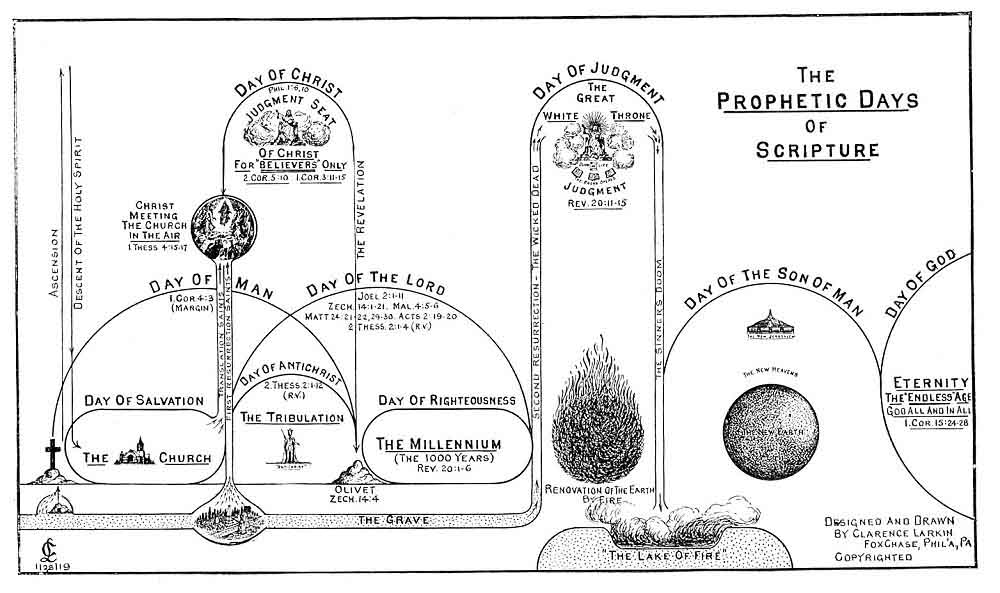 THE
PROPHETIC DAYS
OF
SCRIPTURE
ASCENSION
DESCENT OF THE HOLY SPIRIT
DAY OF CHRIST
PHIL 1:6,10
JUDGMENT SEAT
OF CHRIST
FOR "BELIEVERS" ONLY
2.COR.5:10 1.COR.3:11-15
CHRIST
MEETING
THE CHURCH
IN THE AIR
1 THESS 4:15-17
THE REVELATION
DAY OF MAN
1.COR.4:3
(MARGIN)
TRANSLATION SAINTS
FIRST RESURRECTION SAINTS
DAY OF THE LORD
JOEL 2:1-11
ZECH. 14:1-21. MAL. 4:5-6
MATT 24:21-22,29-30. ACTS 2:19-20
2 THESS. 2:1-4 (R.V.)
DAY OF ANTICHRIST
2.THESS.2:1-12
(R.V.)
THE TRIBULATION
"ANTI-CHRIST"
DAY OF SALVATION
THE CHURCH
DAY OF RIGHTEOUSNESS
THE MILLENNIUM
(THE 1000 YEARS)
REV. 20:1-6
OLIVET
ZECH. 14:4
THE GRAVE
SECOND RESURRECTION - THE WICKED DEAD
DAY OF JUDGMENT
THE
GREAT
WHITE THRONE
JUDGMENT
REV. 20:11-15
THE SINNER'S DOOM
RENOVATION OF THE EARTH
BY FIRE
"THE LAKE OF FIRE"
DAY OF THE SON OF MAN
THE NEW JERUSALEM
THE NEW HEAVENS
NEW EARTH
DAY OF GOD
ETERNITY
THE "ENDLESS" AGE
GOD ALL AND IN ALL
1.COR.15:24-28
DESIGNED AND DRAWN
BY CLARENCE LARKIN
FOX CHASE, PHIL'A, PA
COPYRIGHTED
CL